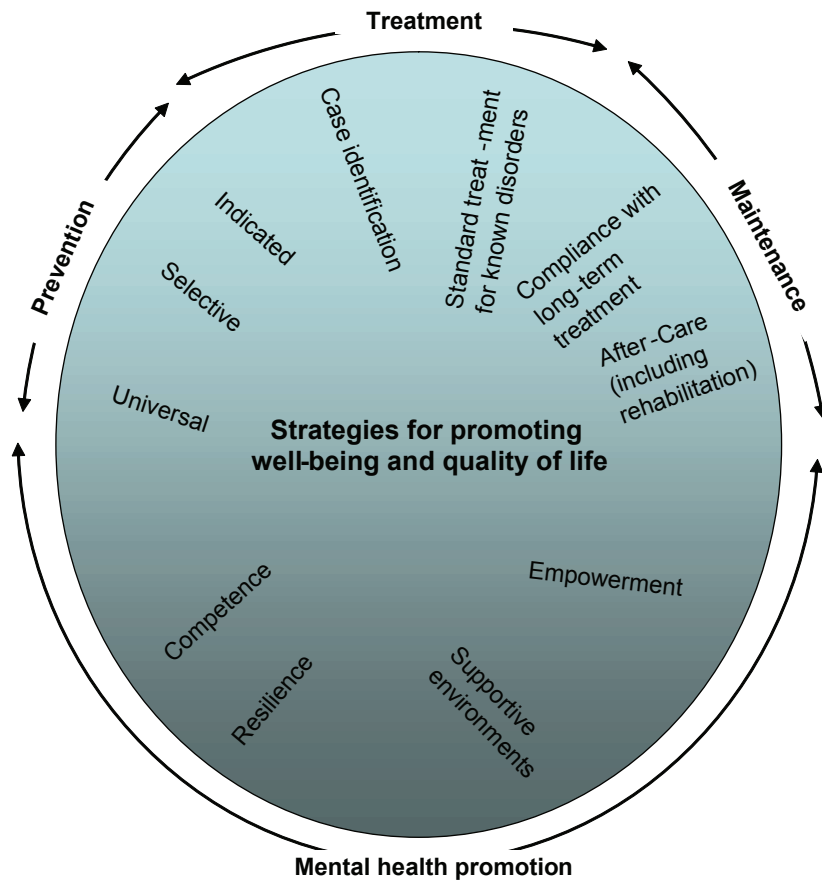 Treatment
Prevention
Maintenance
Case identification
Standard treat -ment
for known disorders
Indicated
Selective
Universal
Compliance with
long-term
treatment
After-Care
(including
rehabilitation)
Strategies for promoting
well-being and quality of life
Competence
Resilience
Supportive
environments
Empowerment
Mental health promotion